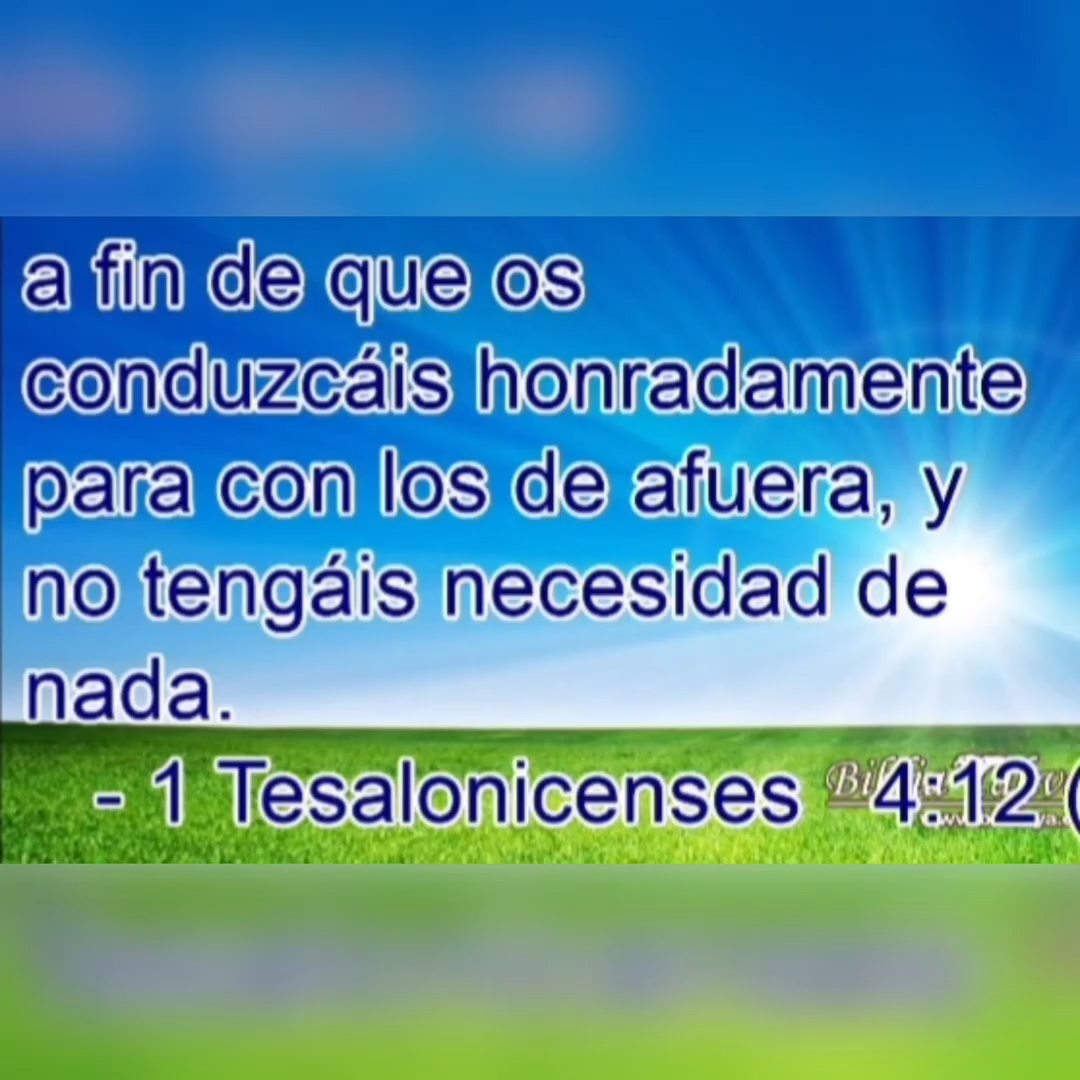 a fin de que os
conduzcáis honradamente
para con los de afuera, y
no tengáis necesidad de
nada.
- 1 Tesalonicenses 4:12 (